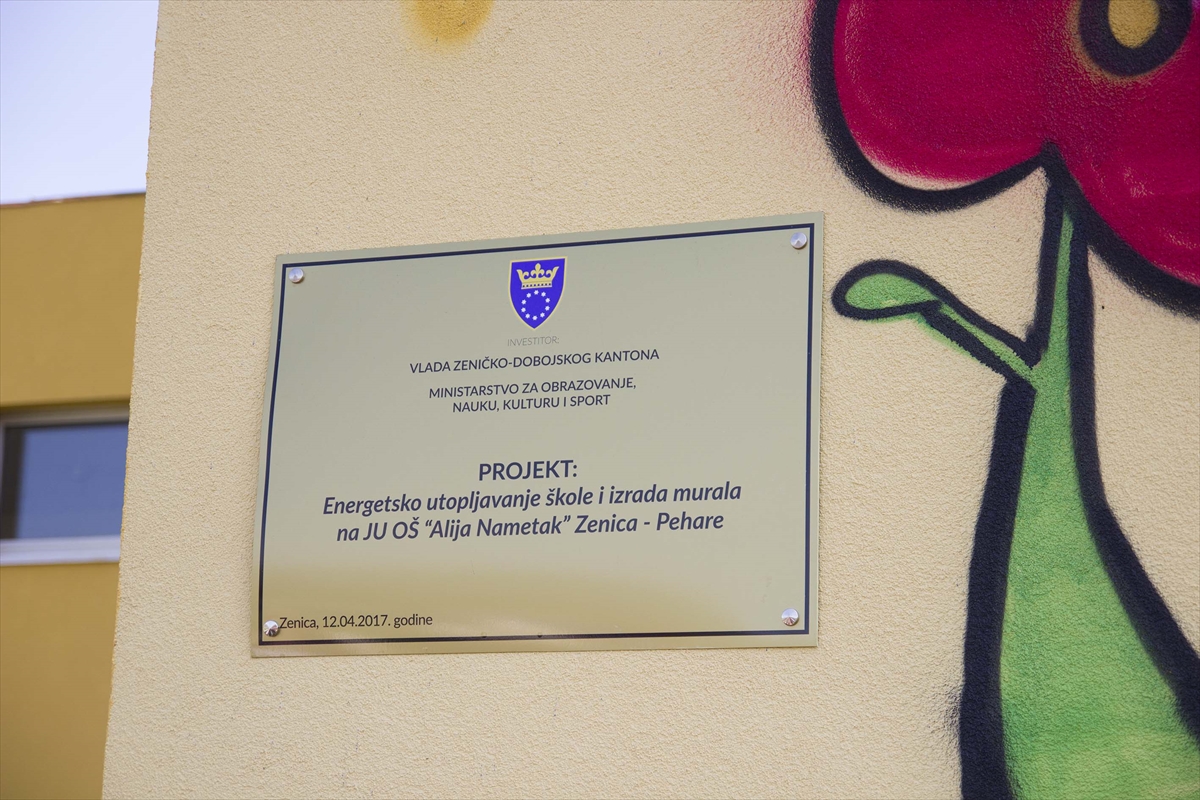 INVESTITOR:
VLADA ZENIČKO-DOBOJSKOG KANTONA
MINISTARSTVO ZA OBRAZOVANJE,
NAUKU, KULTURU I SPORT
PROJEKT:
Energetsko utopljavanje škole i izrada murala
na JU OŠ “Alija Nametak” Zenica - Pehare
Zenica, 12.04.2017. godine